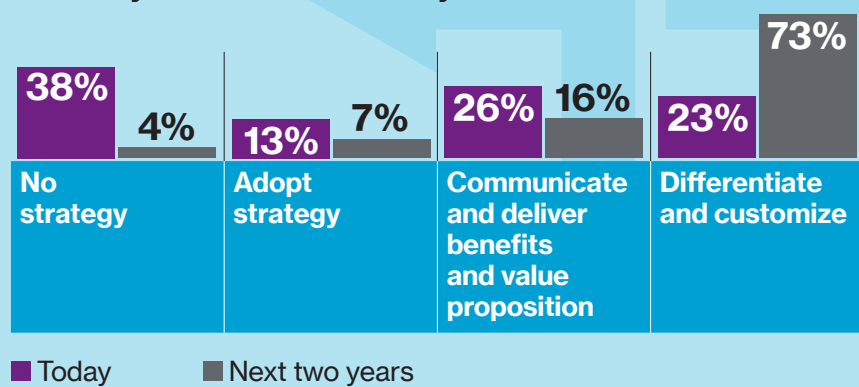 38%
4%
13%
7%
26%
16%
23%
73%
No
strategy
Adopt
strategy
Communicate
and deliver
benefits
and value
proposition
Differentiate
and customize
Today
Next two years